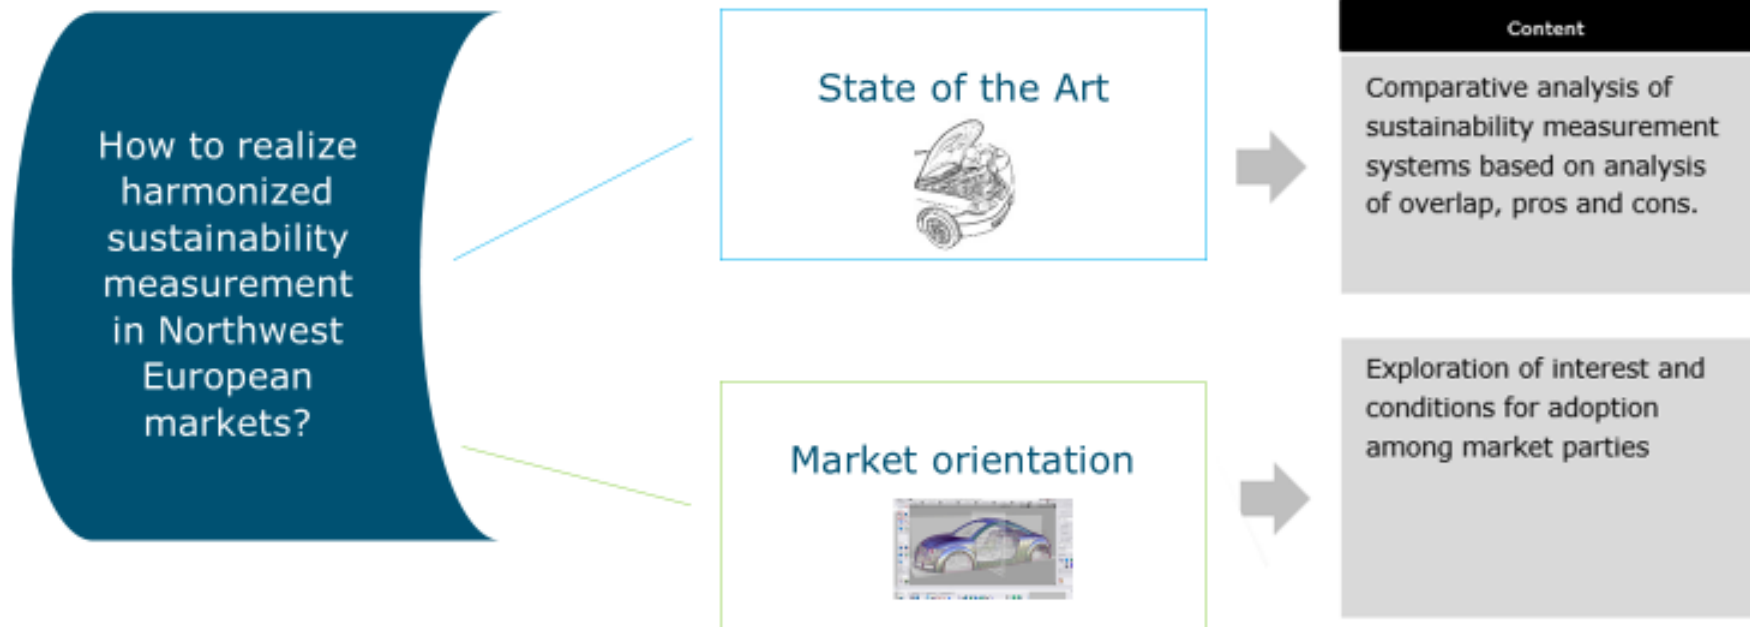 How to realize
harmonized
sustainability
measurement
in Northwest
European
markets?
State of the Art
Market orientation
Content
Comparative analysis of
sustainability measurement
systems based on analysis
of overlap, pros and cons.
Exploration of interest and
conditions for adoption
among market parties